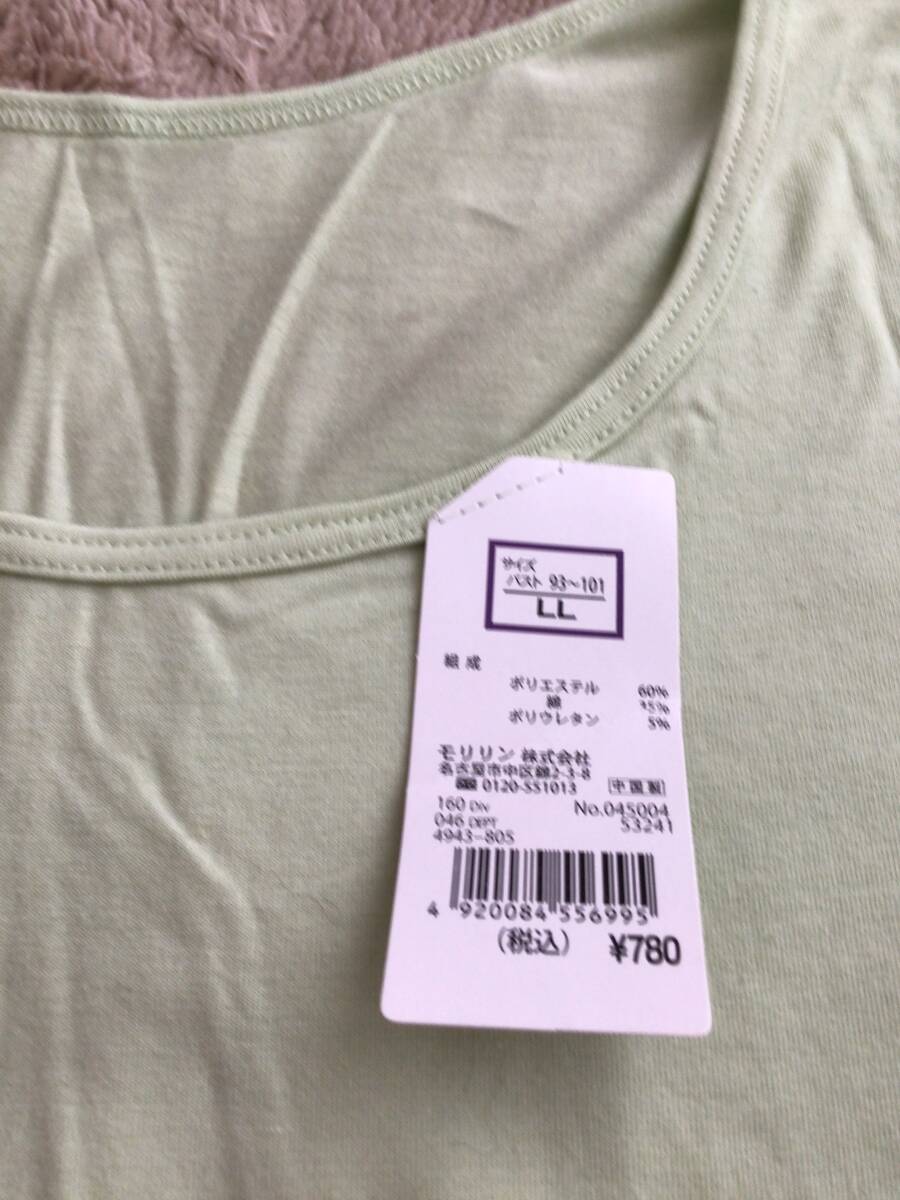 サイズ
バスト 93~101
LL
組成
ポリエステル 60%
綿 35%
ポリウレタン 5%
モリリン 株式会社
名古屋市中区錦2-3-8
0120-551013 中国製
160 DIV No.045004
046 DEPT 53241
4943-805
4 920084 556995
(税込) ¥780